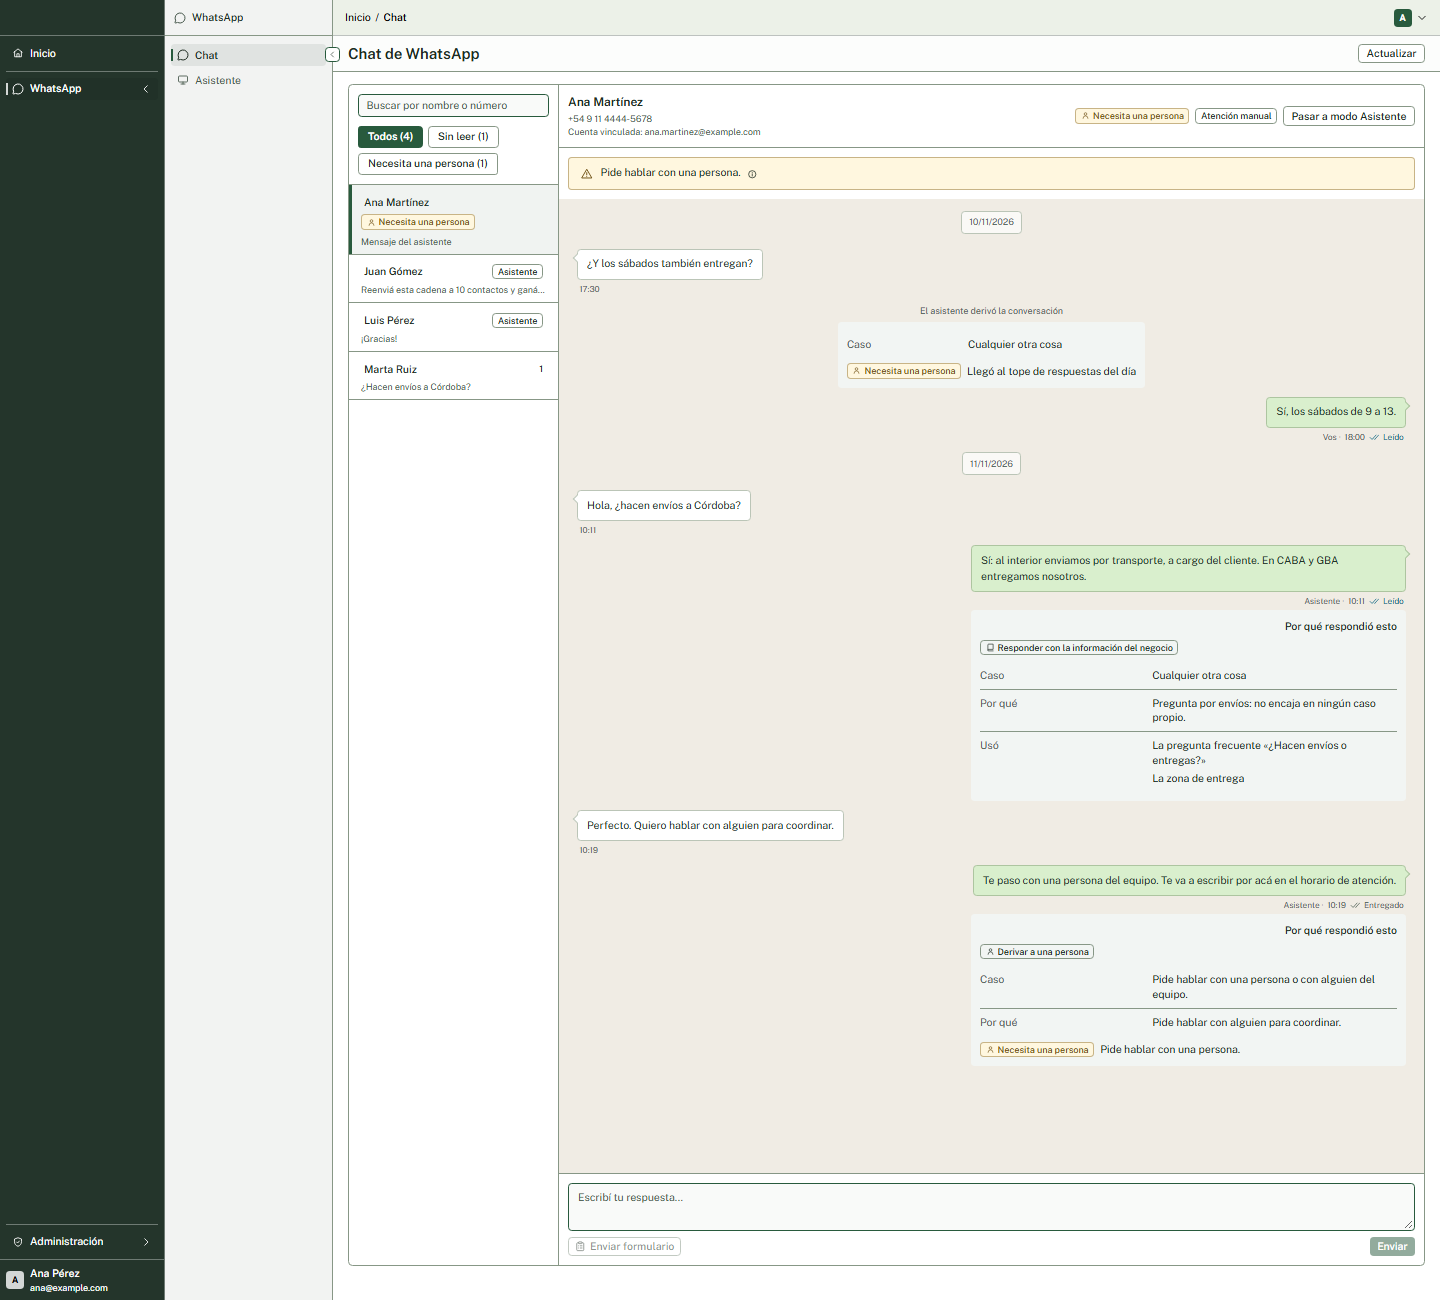 WhatsApp
Inicio / Chat
A
Inicio
WhatsApp
Chat
Asistente
Chat de WhatsApp
Actualizar
Buscar por nombre o número
Todos (4)
Sin leer (1)
Necesita una persona (1)
Ana Martínez
Necesita una persona
Mensaje del asistente
Juan Gómez
Asistente
Reenviá esta cadena a 10 contactos y ganá...
Luis Pérez
Asistente
¡Gracias!
Marta Ruiz
1
¿Hacen envíos a Córdoba?
Ana Martínez
+54 9 11 4444-5678
Cuenta vinculada: ana.martinez@example.com
Necesita una persona
Atención manual
Pasar a modo Asistente
Pide hablar con una persona.
10/11/2026
¿Y los sábados también entregan?
17:30
El asistente derivó la conversación
Caso
Cualquier otra cosa
Necesita una persona
Llegó al tope de respuestas del día
Sí, los sábados de 9 a 13.
Vos · 18:00 Leído
11/11/2026
Hola, ¿hacen envíos a Córdoba?
10:11
Sí: al interior enviamos por transporte, a cargo del cliente. En CABA y GBA
entregamos nosotros.
Asistente · 10:11 Leído
Por qué respondió esto
Responder con la información del negocio
Caso
Cualquier otra cosa
Por qué
Pregunta por envíos: no encaja en ningún caso
propio.
Usó
La pregunta frecuente «¿Hacen envíos o
entregas?»
La zona de entrega
Perfecto. Quiero hablar con alguien para coordinar.
10:19
Te paso con una persona del equipo. Te va a escribir por acá en el horario de atención.
Asistente · 10:19 Entregado
Por qué respondió esto
Derivar a una persona
Caso
Pide hablar con una persona o con alguien del
equipo.
Por qué
Pide hablar con alguien para coordinar.
Necesita una persona
Pide hablar con una persona.
Escribí tu respuesta...
Enviar formulario
Enviar
Administración
A
Ana Pérez
ana@example.com